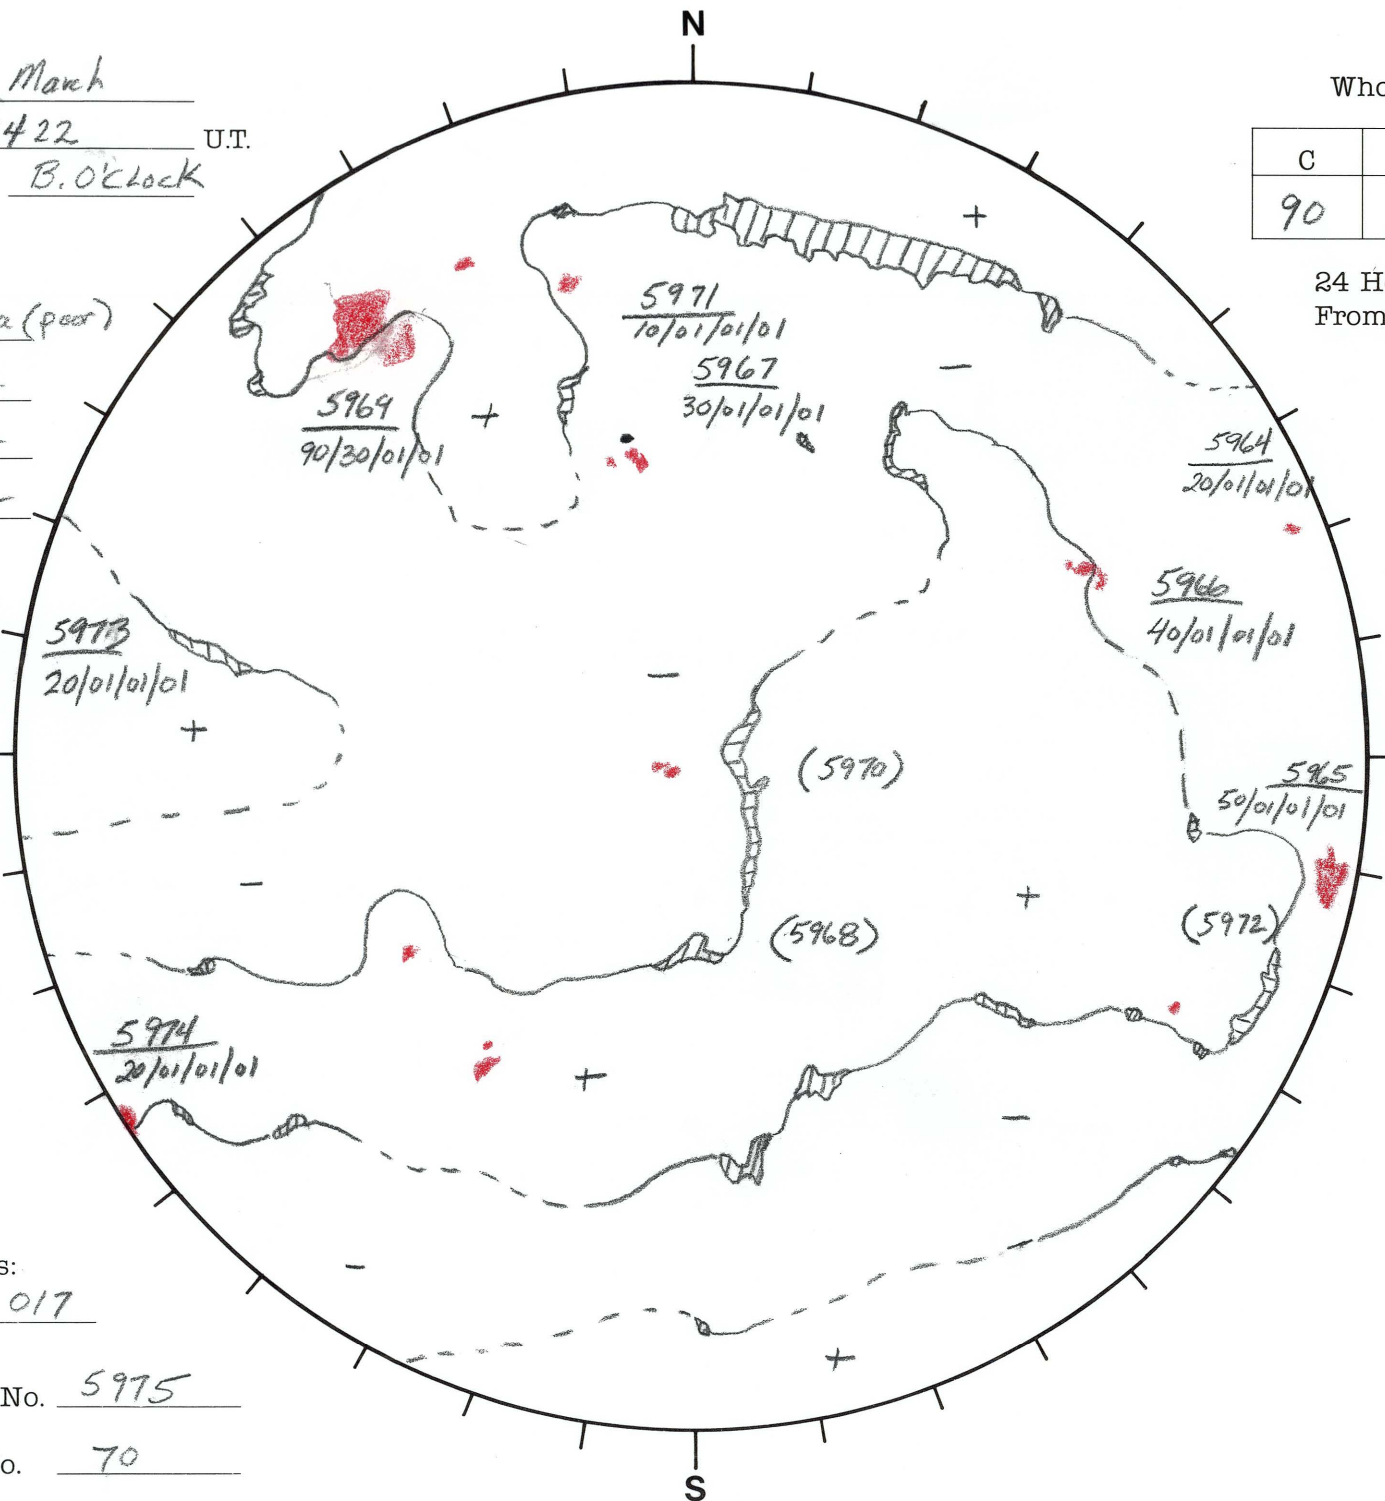 N
March
422 U.T.
B. O'CLock
Who
C
90
24 H
From
a (poor)
+
5971
10/01/01/01
5967
30/01/01/01
−
5969
90/30/01/01
+
5964
20/01/01/01
5966
40/01/01/01
5973
20/01/01/01
+
−
(5970)
5965
50/01/01/01
−
+
(5968)
(5972)
5974
20/01/01/01
+
−
s:
017
−
+
No. 5975
o. 70
S